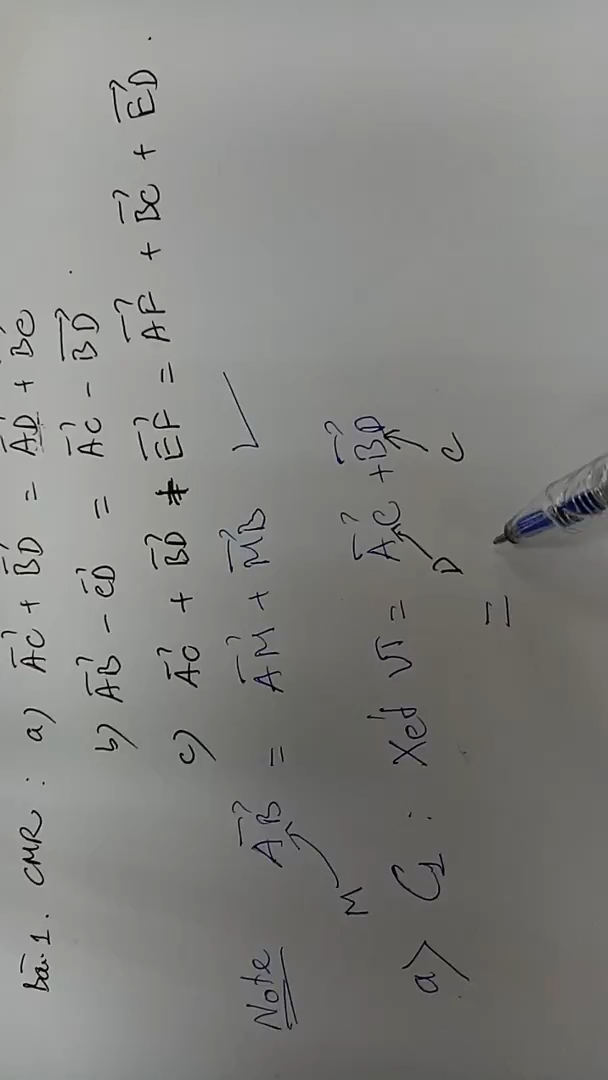 bài 1. CMR : a) AC⃗ + BD⃗ = AD⃗ + BC⃗
b) AB⃗ - CD⃗ = AC⃗ - BD⃗.
c) AC⃗ + BD⃗ + EF⃗ = AF⃗ + BC⃗ + ED⃗.
Note AB⃗ = AM⃗ + MB⃗ ✓
M
a) C1 : Xét VT = AC⃗ + BD⃗
D C
=